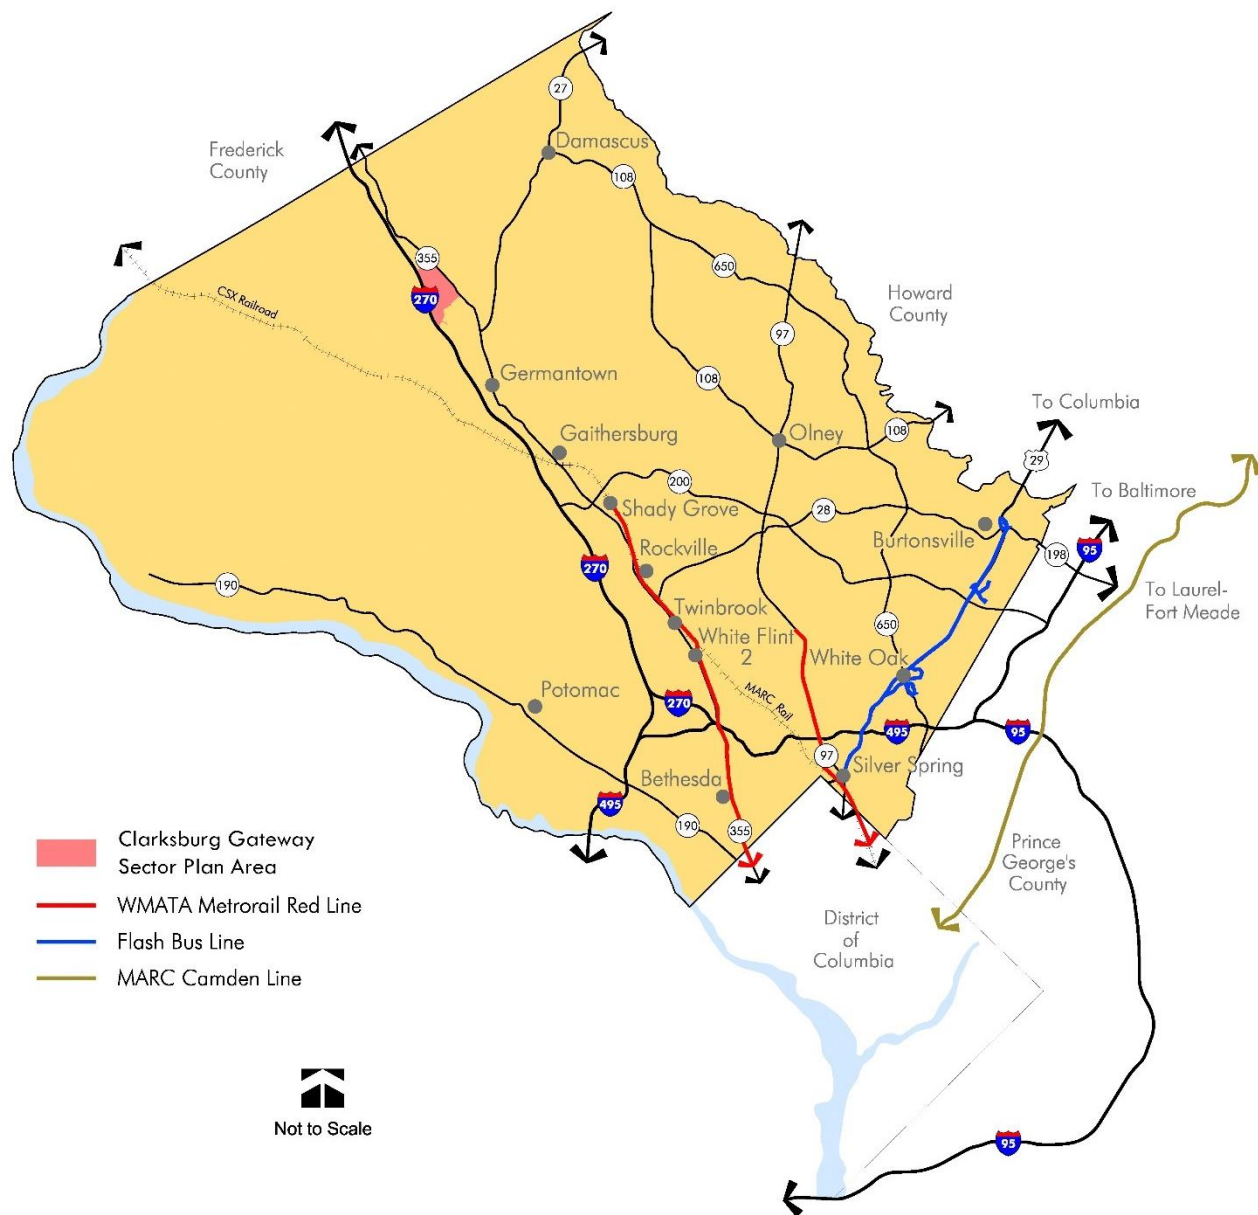 27
Damascus
Frederick
County
108
355
CSX Railroad
270
650
Howard
County
97
Germantown
108
To Columbia
Gaithersburg
Olney
108
29
200
To Baltimore
Shady Grove
28
Burtonsville
95
198
Rockville
270
190
To Laurel-
Fort Meade
Twinbrook
650
White Flint
2
White Oak
Potomac
MARC Rail
270
495
95
97
Silver Spring
Bethesda
495
190
355
Prince
George's
County
District
of
Columbia
Clarksburg Gateway
Sector Plan Area
WMATA Metrorail Red Line
Flash Bus Line
MARC Camden Line
Not to Scale
95